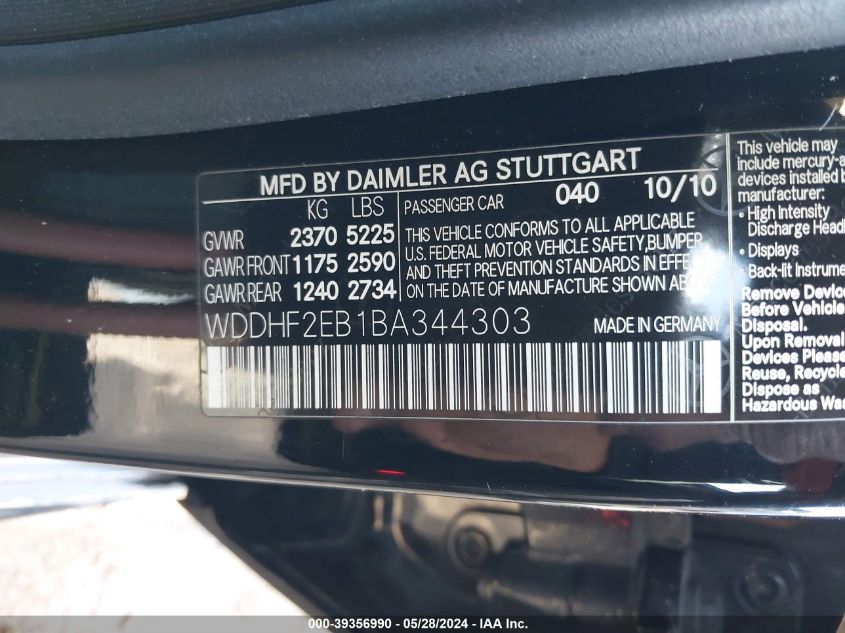 MFD BY DAIMLER AG STUTTGART
KG LBS
GVWR 2370 5225
GAWR FRONT 1175 2590
GAWR REAR 1240 2734
PASSENGER CAR 040 10/10
THIS VEHICLE CONFORMS TO ALL APPLICABLE
U.S. FEDERAL MOTOR VEHICLE SAFETY,BUMPER,
AND THEFT PREVENTION STANDARDS IN EFFECT
ON THE DATE OF MANUFACTURE SHOWN ABOVE
WDDHF2EB1BA344303 MADE IN GERMANY
This vehicle may
include mercury-a
devices installed b
manufacturer:
• High Intensity
Discharge Headl
• Displays
• Back-lit Instrume
Remove Device
Before Vehicle
Disposal.
Upon Removal
Devices Please
Reuse, Recycle
Dispose as
Hazardous Was
000-39356990 - 05/28/2024 - IAA Inc.